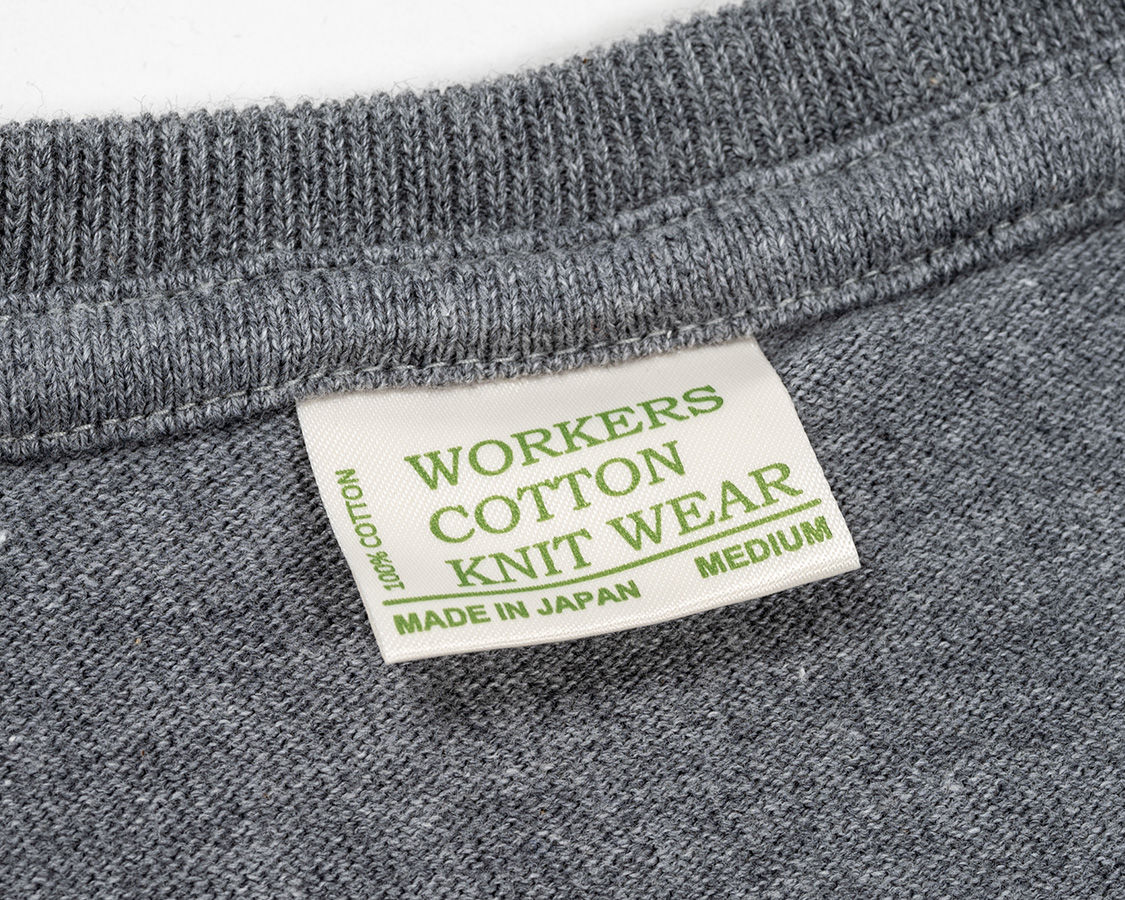 WORKERS
COTTON
KNIT WEAR
100% COTTON
MADE IN JAPAN
MEDIUM